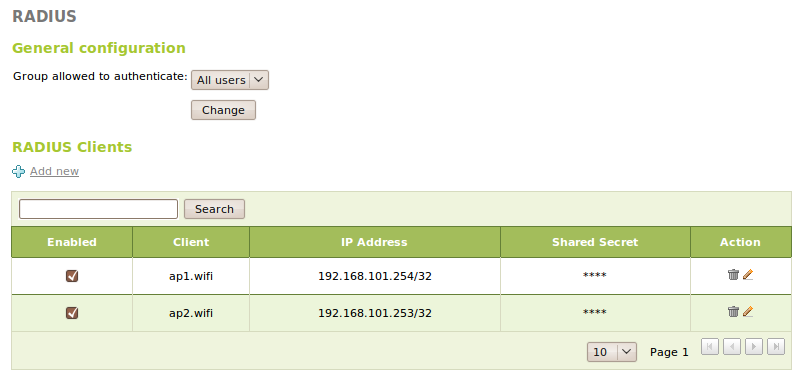 RADIUS
General configuration
Group allowed to authenticate: All users
Change
RADIUS Clients
Add new
Search
Enabled Client IP Address Shared Secret Action
ap1.wifi 192.168.101.254/32 ****
ap2.wifi 192.168.101.253/32 ****
10 Page 1